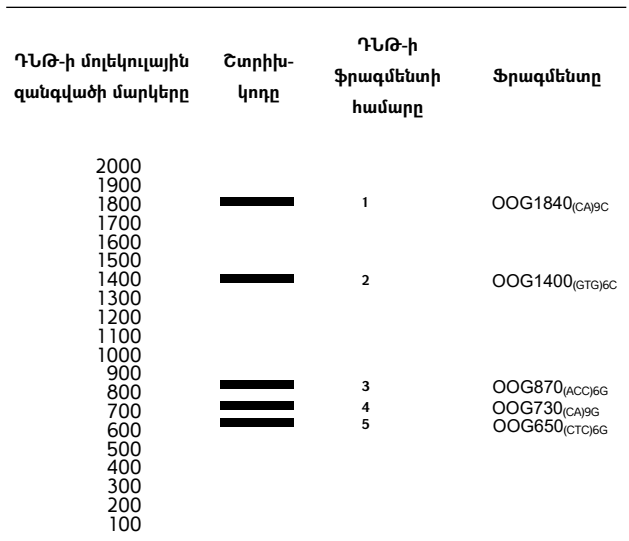 ԴՆԹ-ի մոլեկուլային զանգվածի մարկերը
Շտրիխ-կոդը
ԴՆԹ-ի ֆրագմենտի համարը
Ֆրագմենտը
2000
1900
1800 1 OOG1840(CA)9C
1700
1600
1500
1400 2 OOG1400(GTG)6C
1300
1200
1100
1000
900
800 3 OOG870(ACC)6G
700 4 OOG730(CA)9G
600 5 OOG650(CTC)6G
500
400
300
200
100